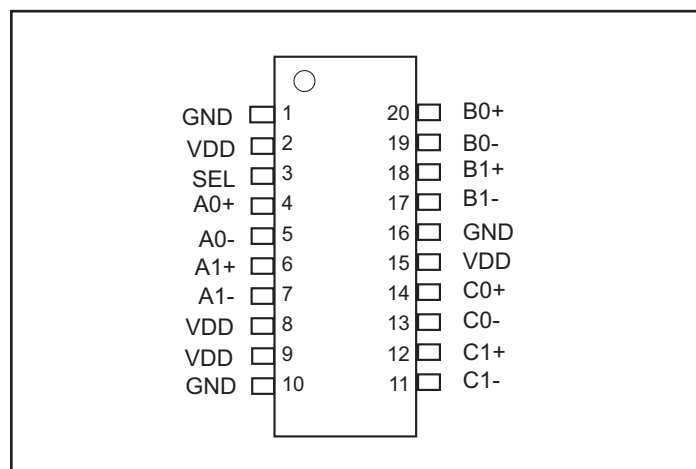 GND 1 20 B0+
VDD 2 19 B0-
SEL 3 18 B1+
A0+ 4 17 B1-
A0- 5 16 GND
A1+ 6 15 VDD
A1- 7 14 C0+
VDD 8 13 C0-
VDD 9 12 C1+
GND 10 11 C1-